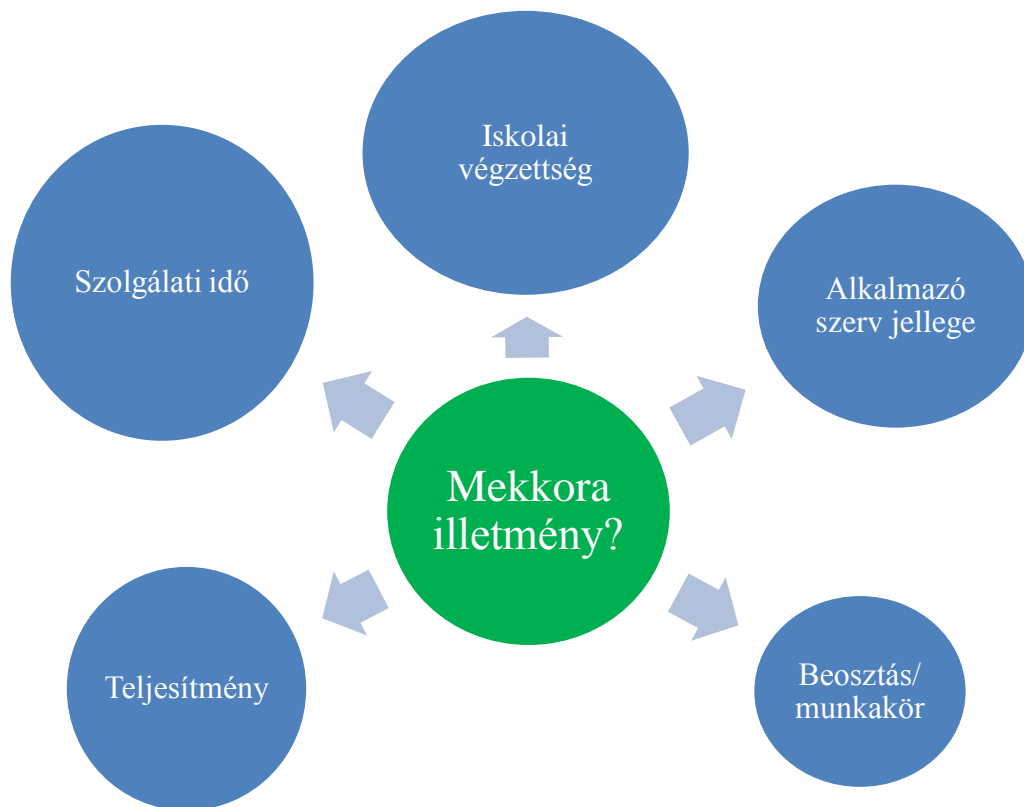 Iskolai
végzettség
Szolgálati idő
Alkalmazó
szerv jellege
Mekkora
illetmény?
Teljesítmény
Beosztás/
munkakör